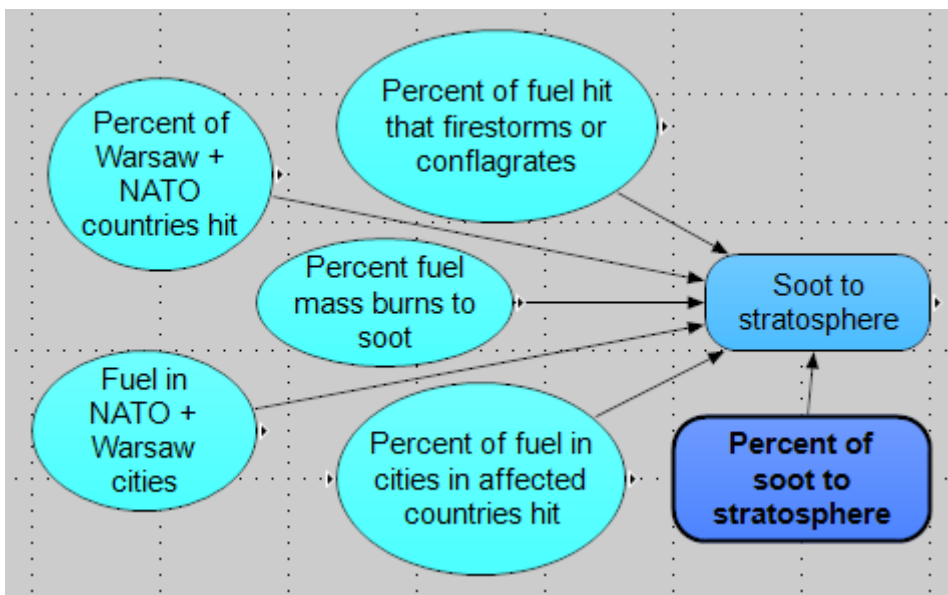 Percent of
Warsaw +
NATO
countries hit
Percent of fuel hit
that firestorms or
conflagrates
Percent fuel
mass burns to
soot
Soot to
stratosphere
Fuel in
NATO +
Warsaw
cities
Percent of fuel in
cities in affected
countries hit
Percent of
soot to
stratosphere